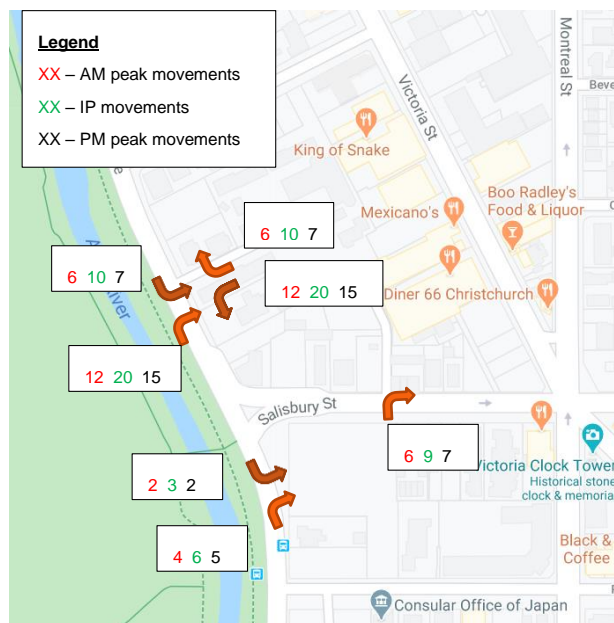 Legend
XX – AM peak movements
XX – IP movements
XX – PM peak movements
Montreal St
Victoria St
Beve
King of Snake
Boo Radley's
Food & Liquor
Mexicano's
6 10 7
6 10 7
12 20 15
Diner 66 Christchurch
River
12 20 15
Salisbury St
6 9 7
Victoria Clock Tower
Historical stone
clock & memoria
2 3 2
Black &
Coffee
4 6 5
Consular Office of Japan